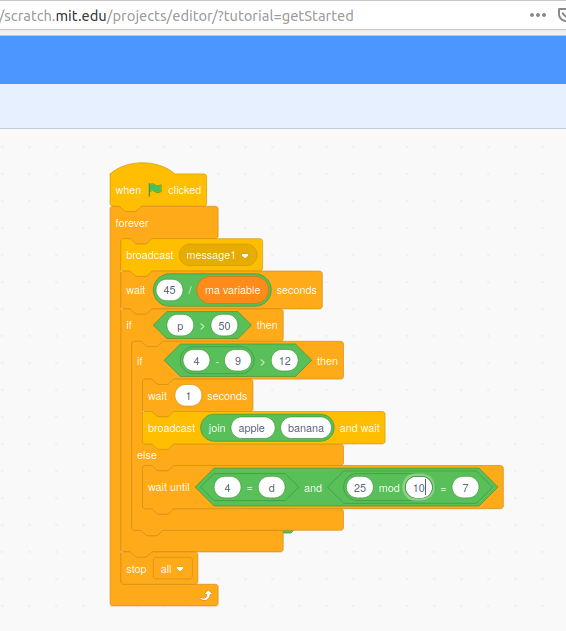 /scratch.mit.edu/projects/editor/?tutorial=getStarted
when clicked
forever
broadcast message1
wait 45 / ma variable seconds
if p > 50 then
if 4 - 9 > 12 then
wait 1 seconds
broadcast join apple banana and wait
else
wait until 4 = d and 25 mod 10 = 7
stop all